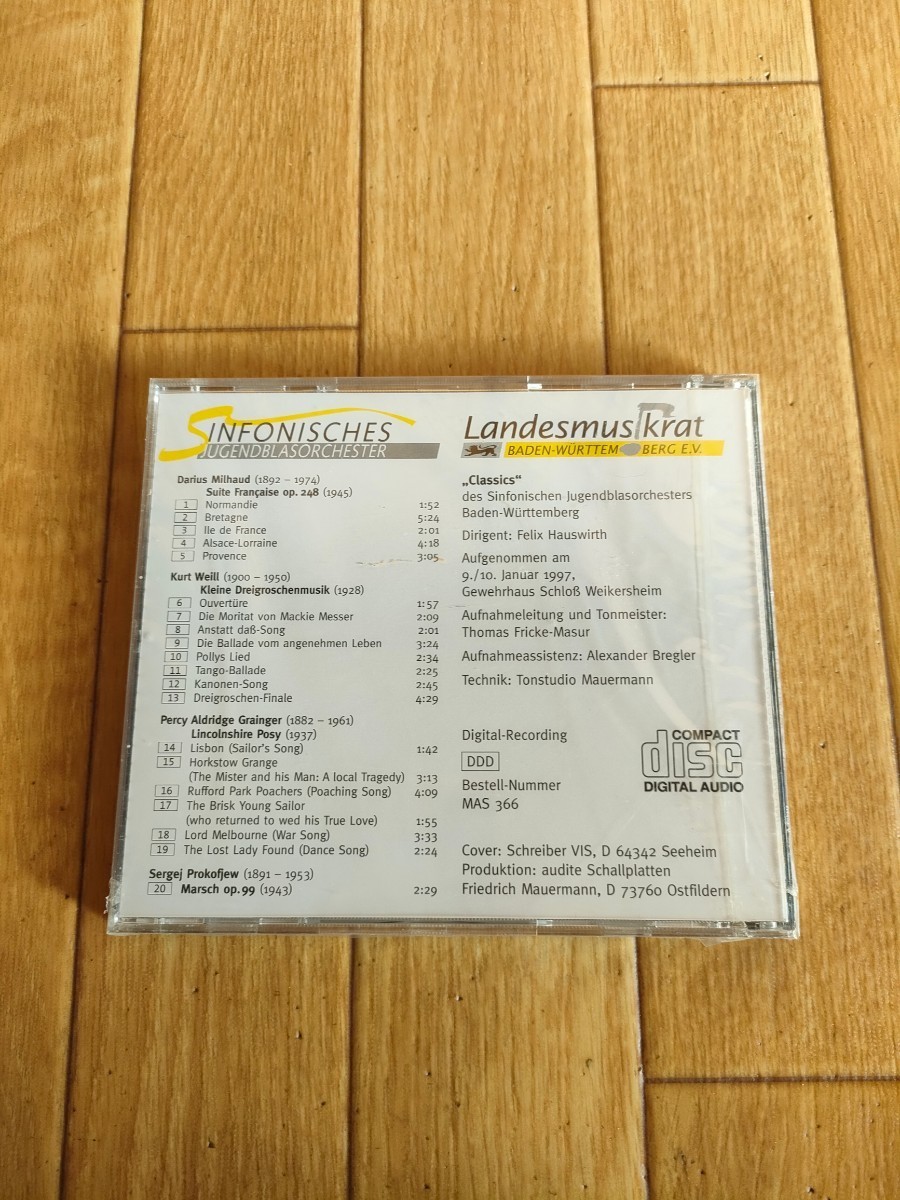 SINFONISCHES
JUGENDBLASORCHESTER
Darius Milhaud (1892 – 1974)
Suite Française op. 248 (1945)
1 Normandie 1:52
2 Bretagne 5:24
3 Ile de France 2:01
4 Alsace-Lorraine 4:18
5 Provence 3:05
Kurt Weill (1900 – 1950)
Kleine Dreigroschenmusik (1928)
6 Ouvertüre 1:57
7 Die Moritat von Mackie Messer 2:09
8 Anstatt daß-Song 2:01
9 Die Ballade vom angenehmen Leben 3:24
10 Pollys Lied 2:34
11 Tango-Ballade 2:25
12 Kanonen-Song 2:45
13 Dreigroschen-Finale 4:29
Percy Aldridge Grainger (1882 – 1961)
Lincolnshire Posy (1937)
14 Lisbon (Sailor's Song) 1:42
15 Horkstow Grange
(The Mister and his Man: A local Tragedy) 3:13
16 Rufford Park Poachers (Poaching Song) 4:09
17 The Brisk Young Sailor
(who returned to wed his True Love) 1:55
18 Lord Melbourne (War Song) 3:33
19 The Lost Lady Found (Dance Song) 2:24
Sergej Prokofjew (1891 – 1953)
20 Marsch op. 99 (1943) 2:29
Landesmusikrat
BADEN-WÜRTTEMBERG E.V.
„Classics“
des Sinfonischen Jugendblasorchesters
Baden-Württemberg
Dirigent: Felix Hauswirth
Aufgenommen am
9./10. Januar 1997,
Gewehrhaus Schloß Weikersheim
Aufnahmeleitung und Tonmeister:
Thomas Fricke-Masur
Aufnahmeassistenz: Alexander Bregler
Technik: Tonstudio Mauermann
Digital-Recording
DDD
Bestell-Nummer
MAS 366
COMPACT
disc
DIGITAL AUDIO
Cover: Schreiber VIS, D 64342 Seeheim
Produktion: audite Schallplatten
Friedrich Mauermann, D 73760 Ostfildern